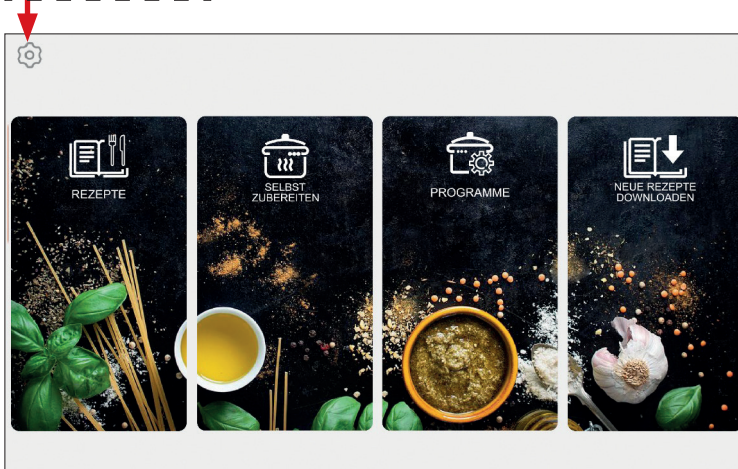 REZEPTE
SELBST
ZUBEREITEN
PROGRAMME
NEUE REZEPTE
DOWNLOADEN